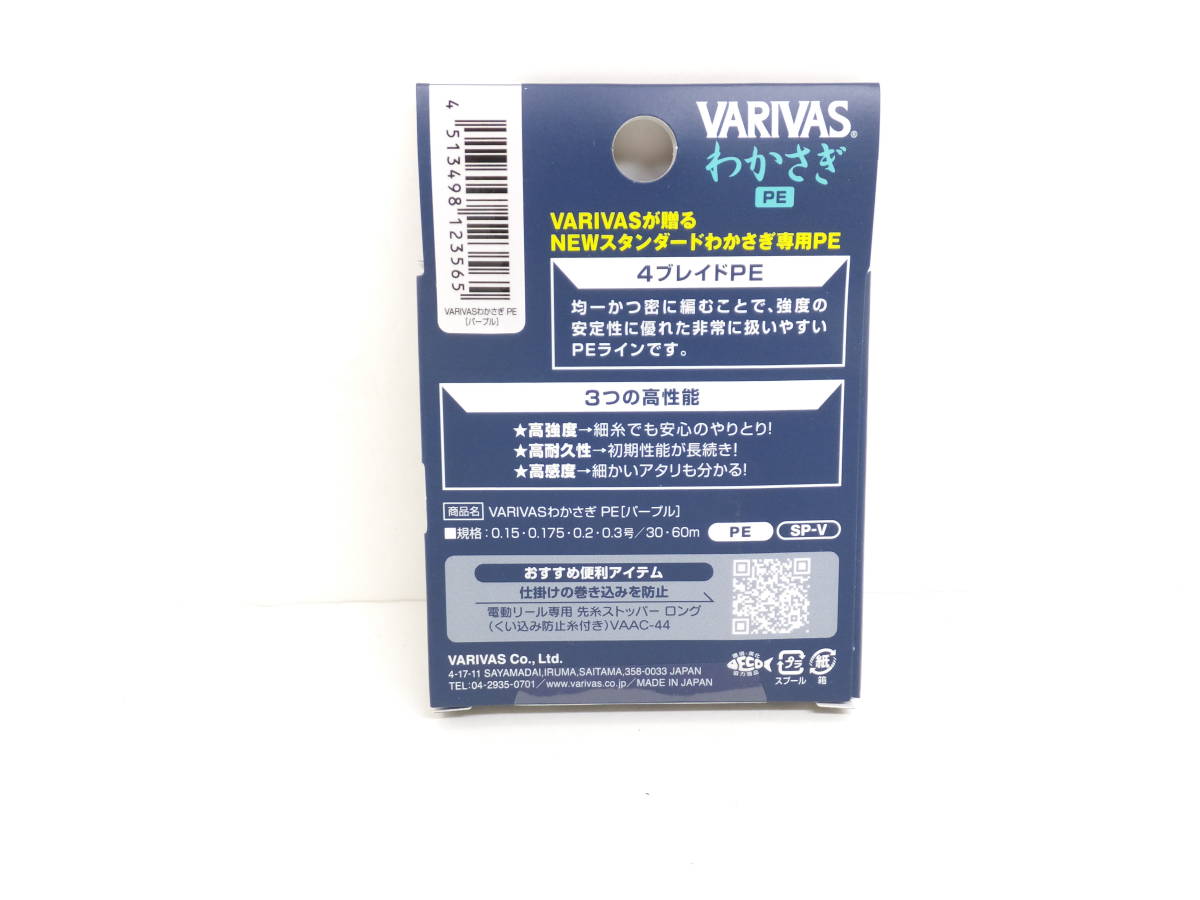 4 513498 123565
VARIVASわかさぎ PE
[パープル]
VARIVAS®
わかさぎ
PE
VARIVASが贈る
NEWスタンダードわかさぎ専用PE
4ブレイドPE
均一かつ密に編むことで、強度の
安定性に優れた非常に扱いやすい
PEラインです。
3つの高性能
★高強度→細糸でも安心のやりとり!
★高耐久性→初期性能が長続き!
★高感度→細かいアタリも分かる!
商品名 VARIVASわかさぎ PE[パープル]
■規格:0.15・0.175・0.2・0.3号/30・60m PE SP-V
おすすめ便利アイテム
仕掛けの巻き込みを防止
電動リール専用 先糸ストッパー ロング
(くい込み防止糸付き)VAAC-44
VARIVAS Co., Ltd.
4-17-11 SAYAMADAI,IRUMA,SAITAMA,358-0033 JAPAN
TEL:04-2935-0701/www.varivas.co.jp/MADE IN JAPAN
ECO
プラ
スプール
紙
箱